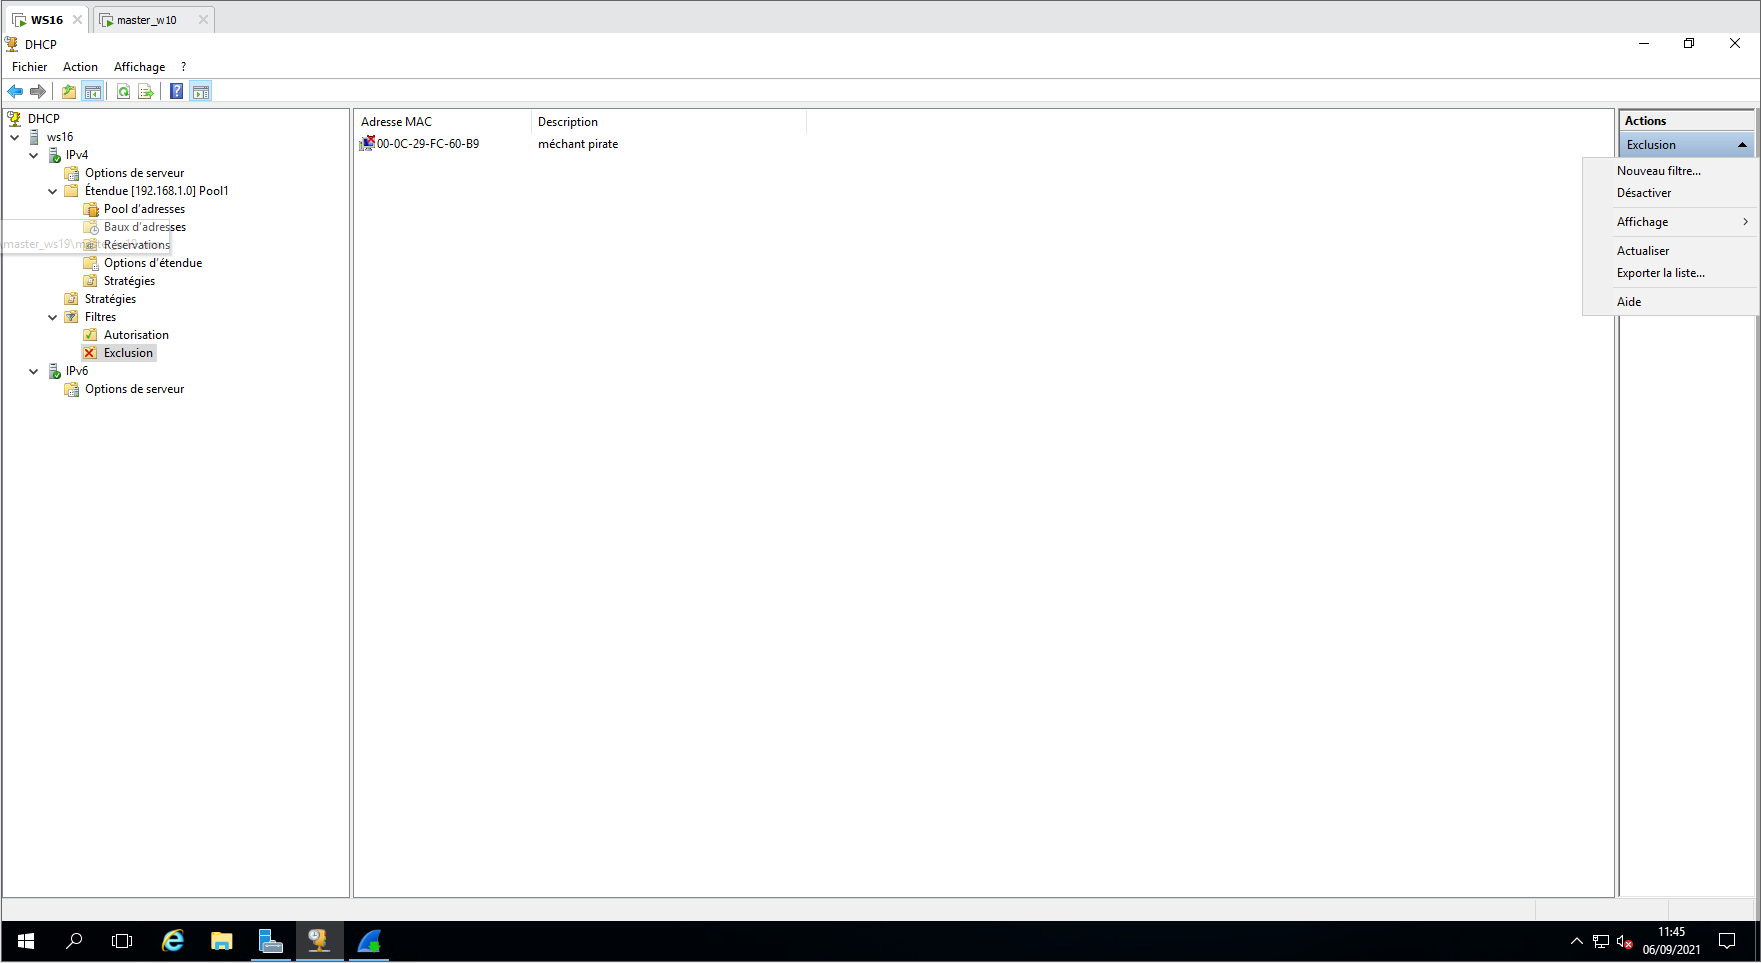 WS16
master_w10
DHCP
Fichier Action Affichage ?
DHCP
ws16
IPv4
Options de serveur
Étendue [192.168.1.0] Pool1
Pool d'adresses
Baux d'adresses
\master_ws19\
Réservations
Options d'étendue
Stratégies
Stratégies
Filtres
Autorisation
Exclusion
IPv6
Options de serveur
Adresse MAC Description
00-0C-29-FC-60-B9 méchant pirate
Actions
Exclusion
Nouveau filtre...
Désactiver
Affichage
Actualiser
Exporter la liste...
Aide
11:45
06/09/2021